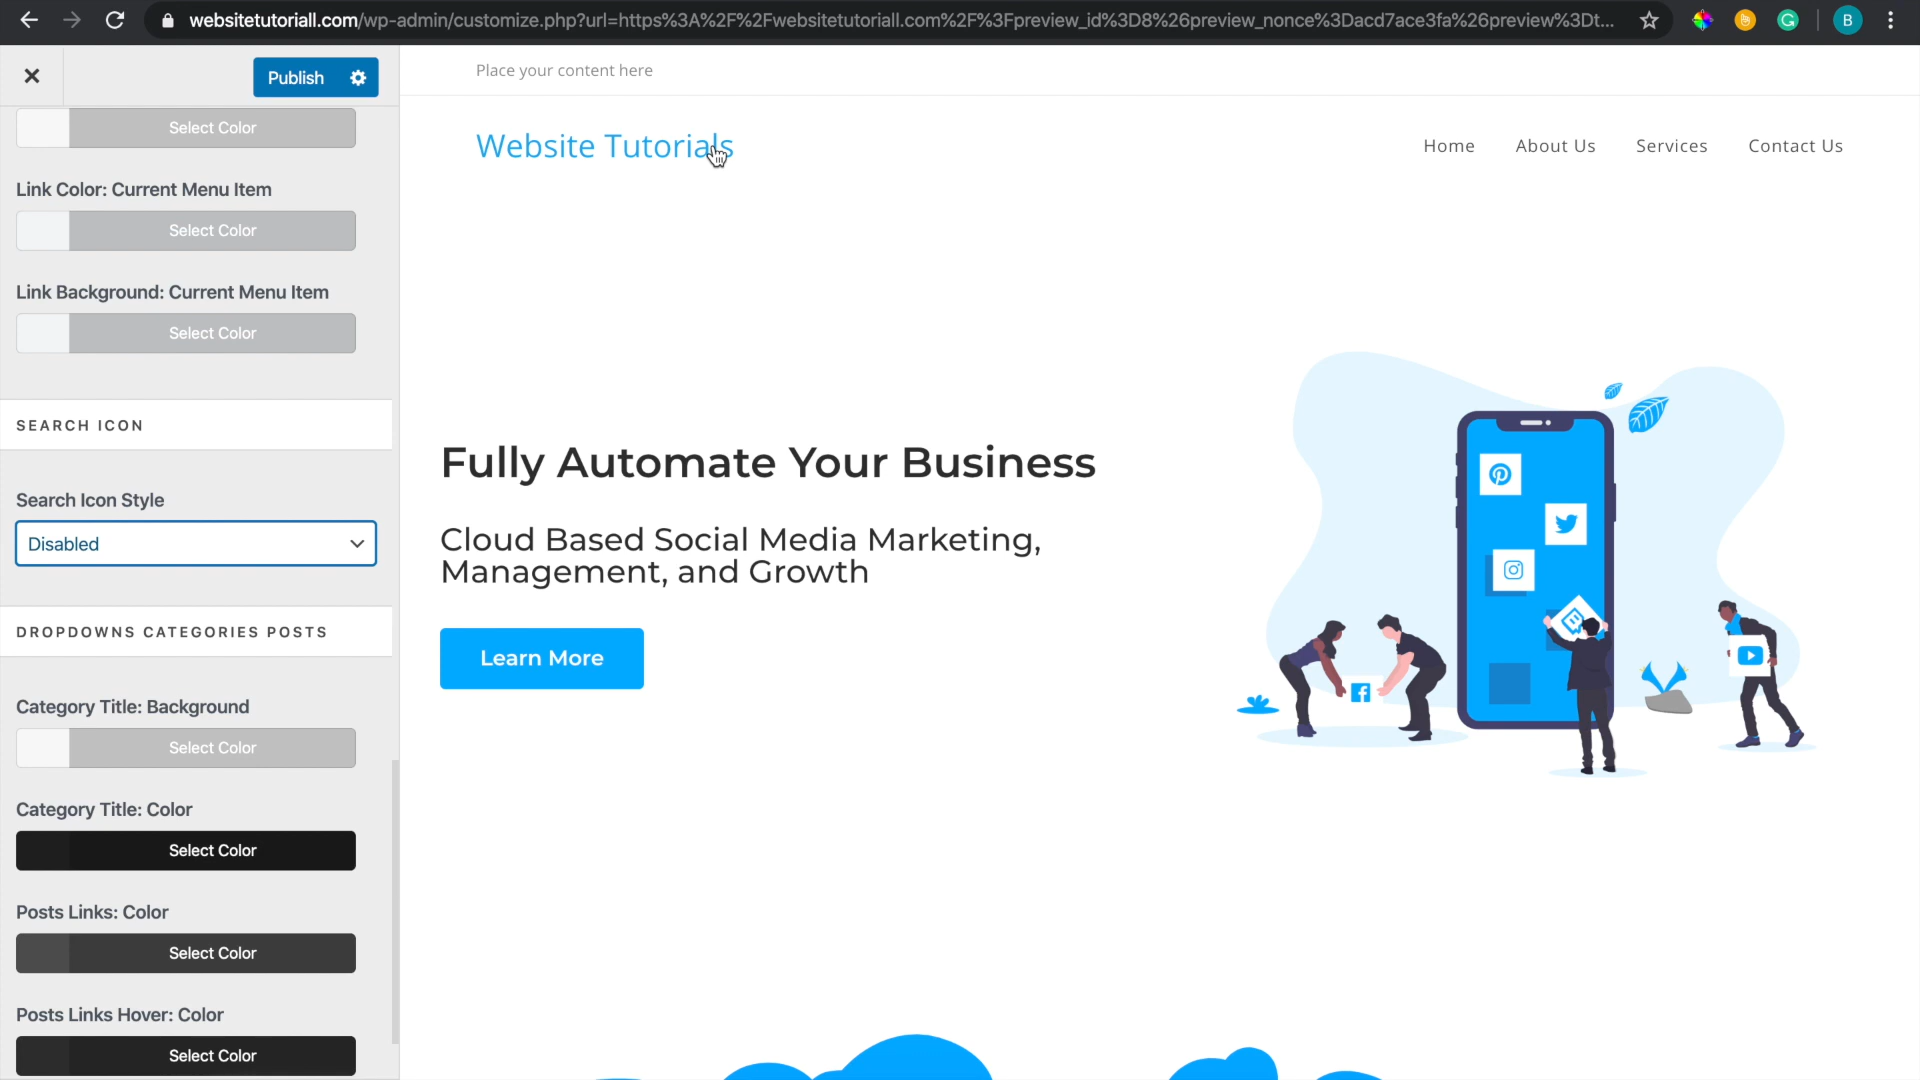 websitetutoriall.com/wp-admin/customize.php?url=https%3A%2F%2Fwebsitetutoriall.com%2F%3Fpreview_id%3D8%26preview_nonce%3Dacd7ace3fa%26preview%3Dt...
B
Publish
Select Color
Link Color: Current Menu Item
Select Color
Link Background: Current Menu Item
Select Color
SEARCH ICON
Search Icon Style
Disabled
DROPDOWNS CATEGORIES POSTS
Category Title: Background
Select Color
Category Title: Color
Select Color
Posts Links: Color
Select Color
Posts Links Hover: Color
Select Color
Place your content here
Website Tutorials
Home About Us Services Contact Us
Fully Automate Your Business
Cloud Based Social Media Marketing,
Management, and Growth
Learn More